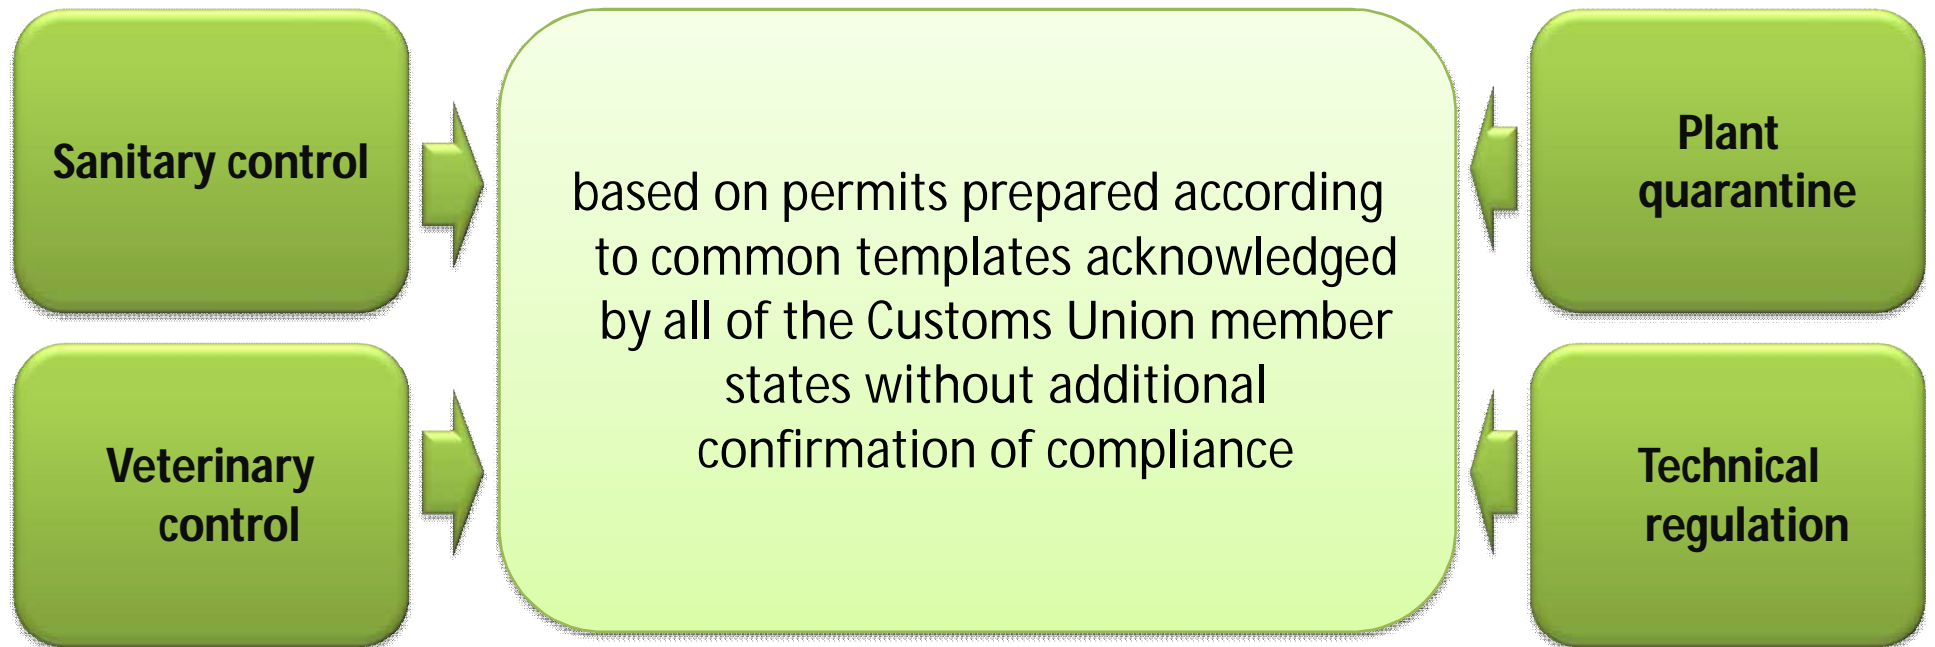 Sanitary control
Veterinary
control
based on permits prepared according
to common templates acknowledged
by all of the Customs Union member
states without additional
confirmation of compliance
Plant
quarantine
Technical
regulation